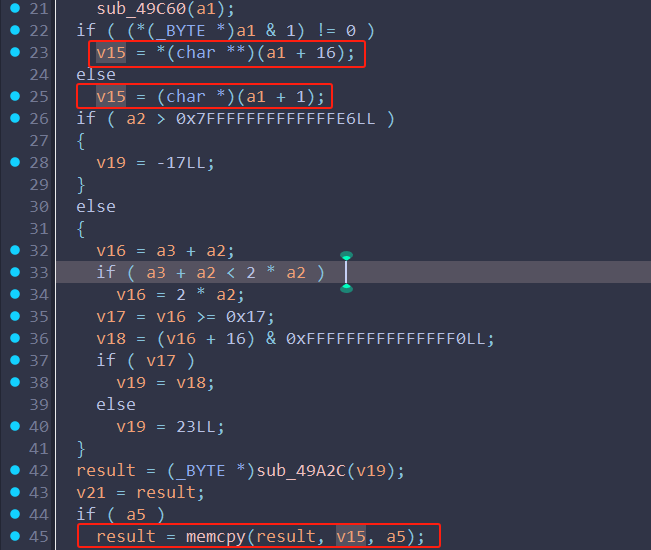 21 sub_49C60(a1);
22 if ( (*(_BYTE *)a1 & 1) != 0 )
23 v15 = *(char **)(a1 + 16);
24 else
25 v15 = (char *)(a1 + 1);
26 if ( a2 > 0x7FFFFFFFFFFFFFE6LL )
27 {
28 v19 = -17LL;
29 }
30 else
31 {
32 v16 = a3 + a2;
33 if ( a3 + a2 < 2 * a2 )
34 v16 = 2 * a2;
35 v17 = v16 >= 0x17;
36 v18 = (v16 + 16) & 0xFFFFFFFFFFFFFFF0LL;
37 if ( v17 )
38 v19 = v18;
39 else
40 v19 = 23LL;
41 }
42 result = (_BYTE *)sub_49A2C(v19);
43 v21 = result;
44 if ( a5 )
45 result = memcpy(result, v15, a5);